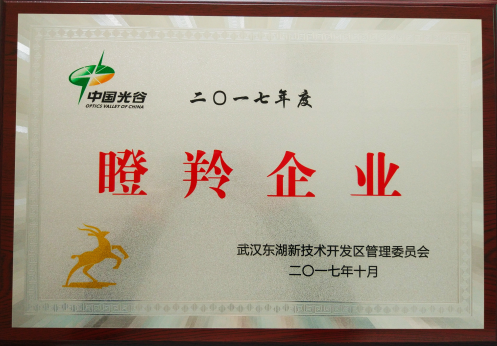 中国光谷
OPTICS VALLEY OF CHINA
二〇一七年度
瞪羚企业
武汉东湖新技术开发区管理委员会
二〇一七年十月